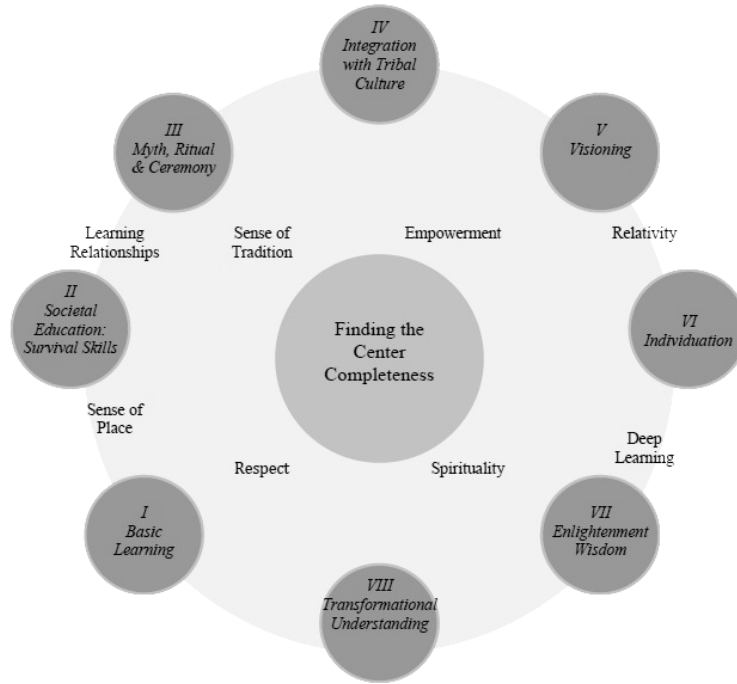 IV
Integration
with Tribal
Culture
III
Myth, Ritual
& Ceremony
V
Visioning
Learning
Relationships
Sense of
Tradition
Empowerment
Relativity
II
Societal
Education:
Survival Skills
Finding the
Center
Completeness
VI
Individuation
Sense of
Place
Respect
Spirituality
Deep
Learning
I
Basic
Learning
VII
Enlightenment
Wisdom
VIII
Transformational
Understanding